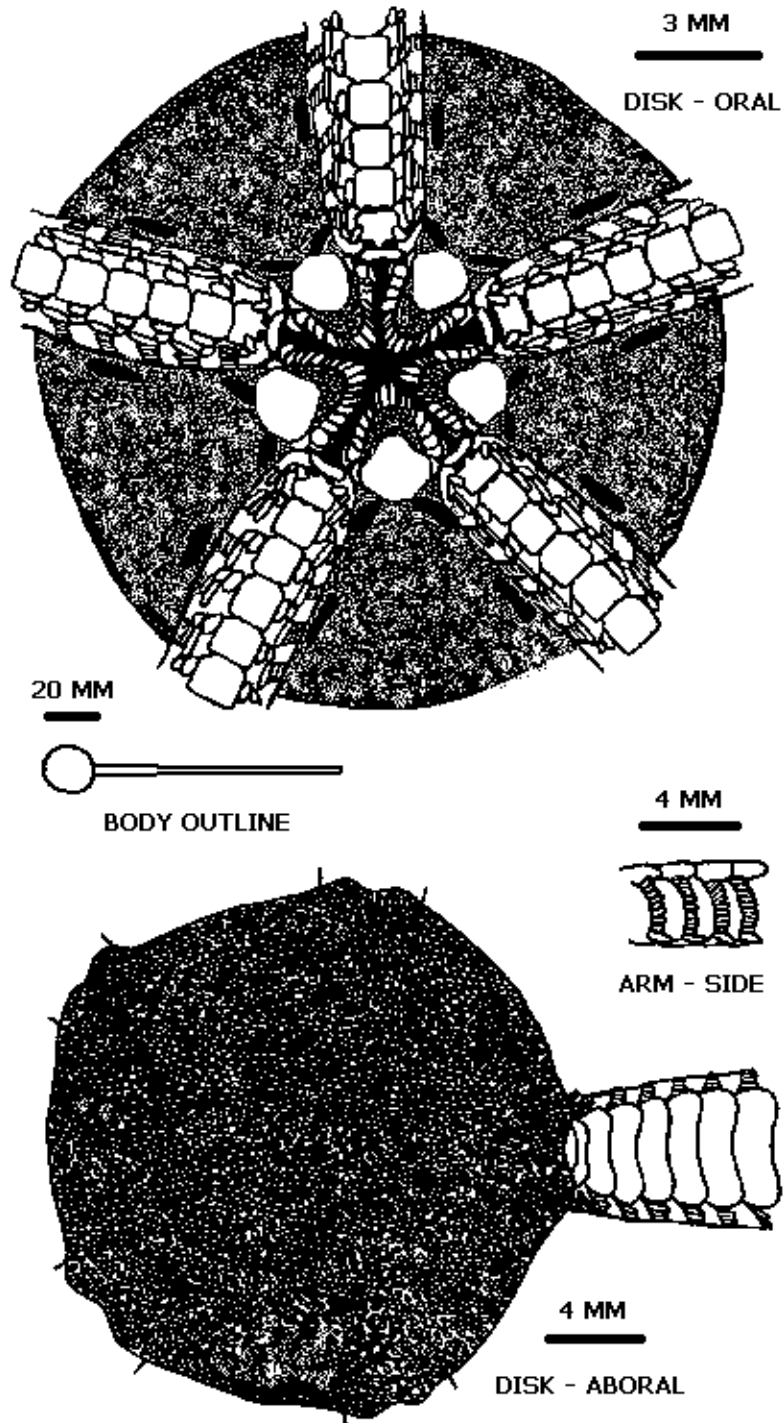 3 MM
DISK - ORAL
20 MM
BODY OUTLINE
4 MM
ARM - SIDE
4 MM
DISK - ABORAL